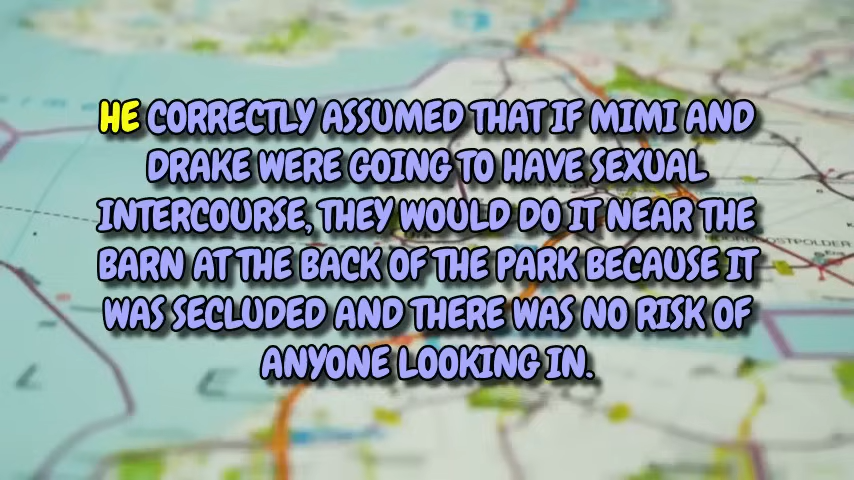 HE CORRECTLY ASSUMED THAT IF MIMI AND
DRAKE WERE GOING TO HAVE SEXUAL
INTERCOURSE, THEY WOULD DO IT NEAR THE
BARN AT THE BACK OF THE PARK BECAUSE IT
WAS SECLUDED AND THERE WAS NO RISK OF
ANYONE LOOKING IN.